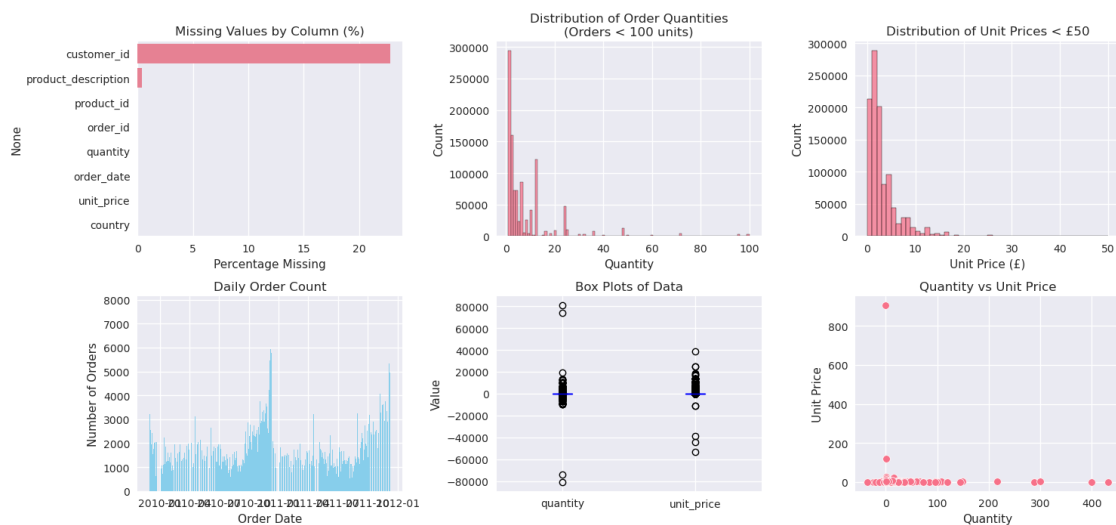 Missing Values by Column (%)
None
customer_id
product_description
product_id
order_id
quantity
order_date
unit_price
country
0 5 10 15 20
Percentage Missing
Distribution of Order Quantities
(Orders < 100 units)
Count
300000
250000
200000
150000
100000
50000
0
0 20 40 60 80 100
Quantity
Distribution of Unit Prices < £50
Count
300000
250000
200000
150000
100000
50000
0
0 10 20 30 40 50
Unit Price (£)
Daily Order Count
Number of Orders
8000
7000
6000
5000
4000
3000
2000
1000
0
Order Date
Box Plots of Data
Value
80000
60000
40000
20000
0
−20000
−40000
−60000
−80000
quantity unit_price
Quantity vs Unit Price
Unit Price
800
600
400
200
0
0 100 200 300 400
Quantity